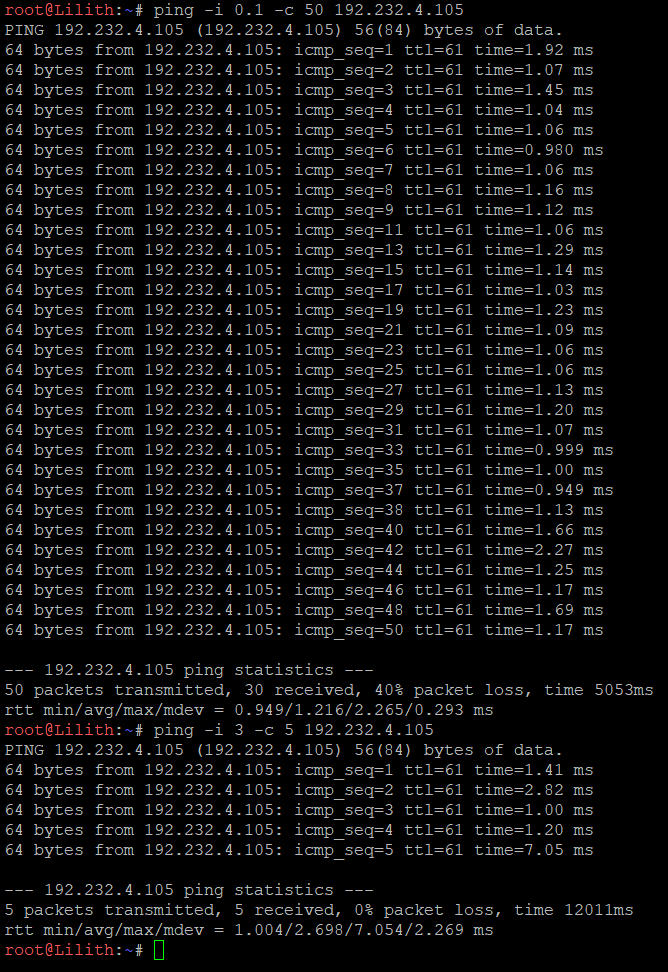 root@Lilith:~# ping -i 0.1 -c 50 192.232.4.105
PING 192.232.4.105 (192.232.4.105) 56(84) bytes of data.
64 bytes from 192.232.4.105: icmp_seq=1 ttl=61 time=1.92 ms
64 bytes from 192.232.4.105: icmp_seq=2 ttl=61 time=1.07 ms
64 bytes from 192.232.4.105: icmp_seq=3 ttl=61 time=1.45 ms
64 bytes from 192.232.4.105: icmp_seq=4 ttl=61 time=1.04 ms
64 bytes from 192.232.4.105: icmp_seq=5 ttl=61 time=1.06 ms
64 bytes from 192.232.4.105: icmp_seq=6 ttl=61 time=0.980 ms
64 bytes from 192.232.4.105: icmp_seq=7 ttl=61 time=1.06 ms
64 bytes from 192.232.4.105: icmp_seq=8 ttl=61 time=1.16 ms
64 bytes from 192.232.4.105: icmp_seq=9 ttl=61 time=1.12 ms
64 bytes from 192.232.4.105: icmp_seq=11 ttl=61 time=1.06 ms
64 bytes from 192.232.4.105: icmp_seq=13 ttl=61 time=1.29 ms
64 bytes from 192.232.4.105: icmp_seq=15 ttl=61 time=1.14 ms
64 bytes from 192.232.4.105: icmp_seq=17 ttl=61 time=1.03 ms
64 bytes from 192.232.4.105: icmp_seq=19 ttl=61 time=1.23 ms
64 bytes from 192.232.4.105: icmp_seq=21 ttl=61 time=1.09 ms
64 bytes from 192.232.4.105: icmp_seq=23 ttl=61 time=1.06 ms
64 bytes from 192.232.4.105: icmp_seq=25 ttl=61 time=1.06 ms
64 bytes from 192.232.4.105: icmp_seq=27 ttl=61 time=1.13 ms
64 bytes from 192.232.4.105: icmp_seq=29 ttl=61 time=1.20 ms
64 bytes from 192.232.4.105: icmp_seq=31 ttl=61 time=1.07 ms
64 bytes from 192.232.4.105: icmp_seq=33 ttl=61 time=0.999 ms
64 bytes from 192.232.4.105: icmp_seq=35 ttl=61 time=1.00 ms
64 bytes from 192.232.4.105: icmp_seq=37 ttl=61 time=0.949 ms
64 bytes from 192.232.4.105: icmp_seq=38 ttl=61 time=1.13 ms
64 bytes from 192.232.4.105: icmp_seq=40 ttl=61 time=1.66 ms
64 bytes from 192.232.4.105: icmp_seq=42 ttl=61 time=2.27 ms
64 bytes from 192.232.4.105: icmp_seq=44 ttl=61 time=1.25 ms
64 bytes from 192.232.4.105: icmp_seq=46 ttl=61 time=1.17 ms
64 bytes from 192.232.4.105: icmp_seq=48 ttl=61 time=1.69 ms
64 bytes from 192.232.4.105: icmp_seq=50 ttl=61 time=1.17 ms
--- 192.232.4.105 ping statistics ---
50 packets transmitted, 30 received, 40% packet loss, time 5053ms
rtt min/avg/max/mdev = 0.949/1.216/2.265/0.293 ms
root@Lilith:~# ping -i 3 -c 5 192.232.4.105
PING 192.232.4.105 (192.232.4.105) 56(84) bytes of data.
64 bytes from 192.232.4.105: icmp_seq=1 ttl=61 time=1.41 ms
64 bytes from 192.232.4.105: icmp_seq=2 ttl=61 time=2.82 ms
64 bytes from 192.232.4.105: icmp_seq=3 ttl=61 time=1.00 ms
64 bytes from 192.232.4.105: icmp_seq=4 ttl=61 time=1.20 ms
64 bytes from 192.232.4.105: icmp_seq=5 ttl=61 time=7.05 ms
--- 192.232.4.105 ping statistics ---
5 packets transmitted, 5 received, 0% packet loss, time 12011ms
rtt min/avg/max/mdev = 1.004/2.698/7.054/2.269 ms
root@Lilith:~#